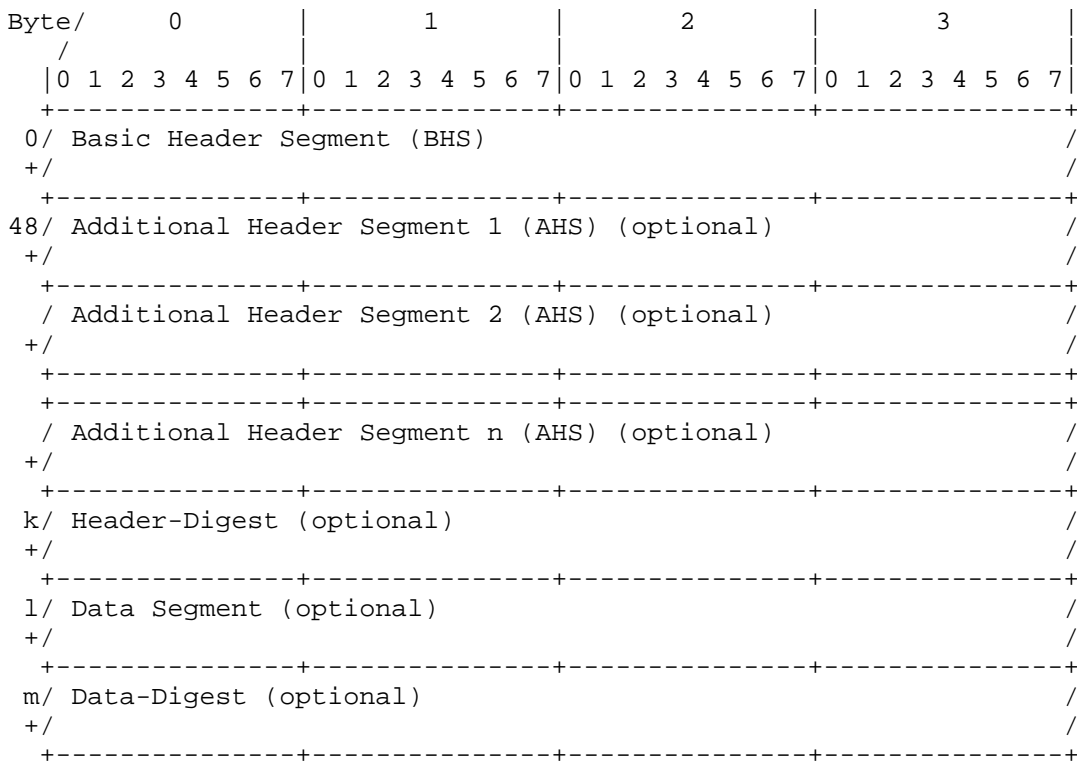 Byte/     0       |       1       |       2       |       3       |
   /              |               |               |               |
  |0 1 2 3 4 5 6 7|0 1 2 3 4 5 6 7|0 1 2 3 4 5 6 7|0 1 2 3 4 5 6 7|
  +---------------+---------------+---------------+---------------+
 0/ Basic Header Segment (BHS)                                    /
 +/                                                               /
  +---------------+---------------+---------------+---------------+
48/ Additional Header Segment 1 (AHS) (optional)                  /
 +/                                                               /
  +---------------+---------------+---------------+---------------+
  / Additional Header Segment 2 (AHS) (optional)                  /
 +/                                                               /
  +---------------+---------------+---------------+---------------+
  +---------------+---------------+---------------+---------------+
  / Additional Header Segment n (AHS) (optional)                  /
 +/                                                               /
  +---------------+---------------+---------------+---------------+
 k/ Header-Digest (optional)                                      /
 +/                                                               /
  +---------------+---------------+---------------+---------------+
 l/ Data Segment (optional)                                       /
 +/                                                               /
  +---------------+---------------+---------------+---------------+
 m/ Data-Digest (optional)                                        /
 +/                                                               /
  +---------------+---------------+---------------+---------------+